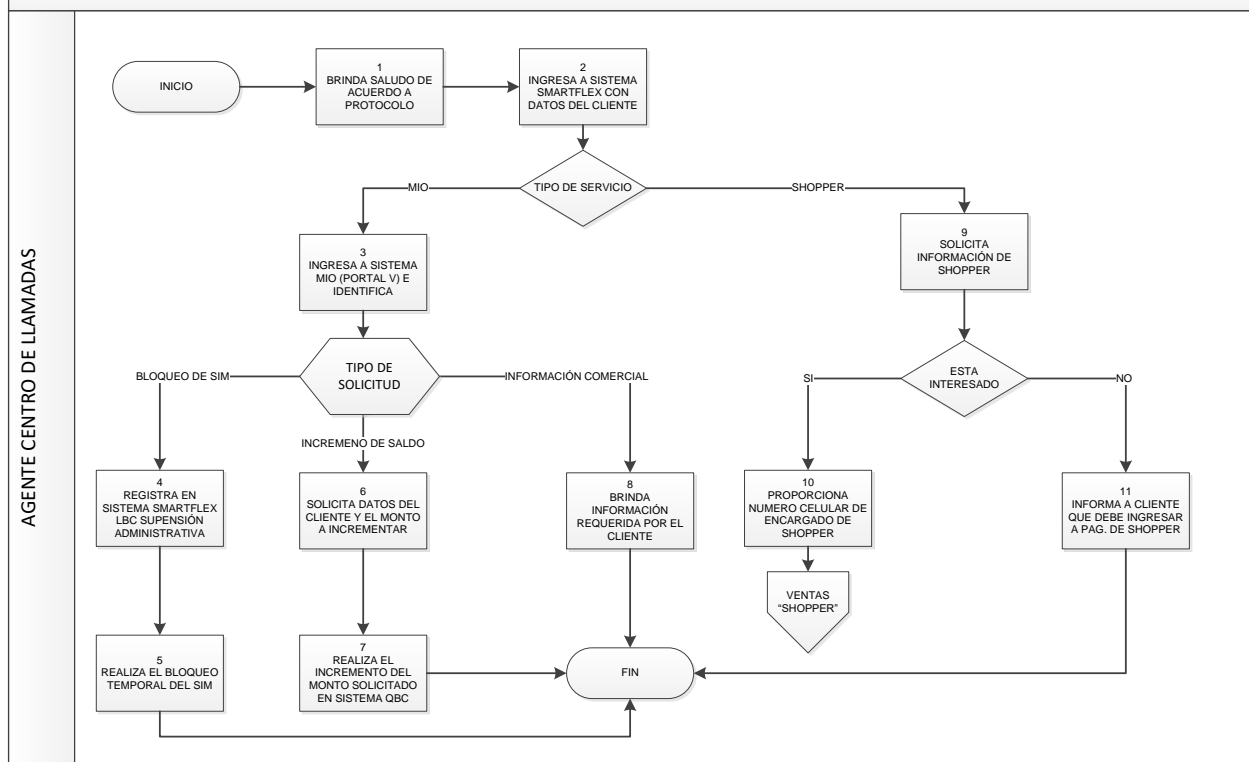 AGENTE CENTRO DE LLAMADAS
INICIO
1
BRINDA SALUDO DE
ACUERDO A
PROTOCOLO
2
INGRESA A SISTEMA
SMARTFLEX CON
DATOS DEL CLIENTE
TIPO DE SERVICIO
MIO
SHOPPER
3
INGRESA A SISTEMA
MIO (PORTAL V) E
IDENTIFICA
9
SOLICITA
INFORMACIÓN DE
SHOPPER
TIPO DE
SOLICITUD
BLOQUEO DE SIM
INFORMACIÓN COMERCIAL
INCREMENO DE SALDO
ESTA
INTERESADO
SI
NO
4
REGISTRA EN
SISTEMA SMARTFLEX
LBC SUPENSIÓN
ADMINISTRATIVA
6
SOLICITA DATOS DEL
CLIENTE Y EL MONTO
A INCREMENTAR
8
BRINDA
INFORMACIÓN
REQUERIDA POR EL
CLIENTE
10
PROPORCIONA
NUMERO CELULAR DE
ENCARGADO DE
SHOPPER
11
INFORMA A CLIENTE
QUE DEBE INGRESAR
A PAG. DE SHOPPER
VENTAS
“SHOPPER”
5
REALIZA EL BLOQUEO
TEMPORAL DEL SIM
7
REALIZA EL
INCREMENTO DEL
MONTO SOLICITADO
EN SISTEMA QBC
FIN